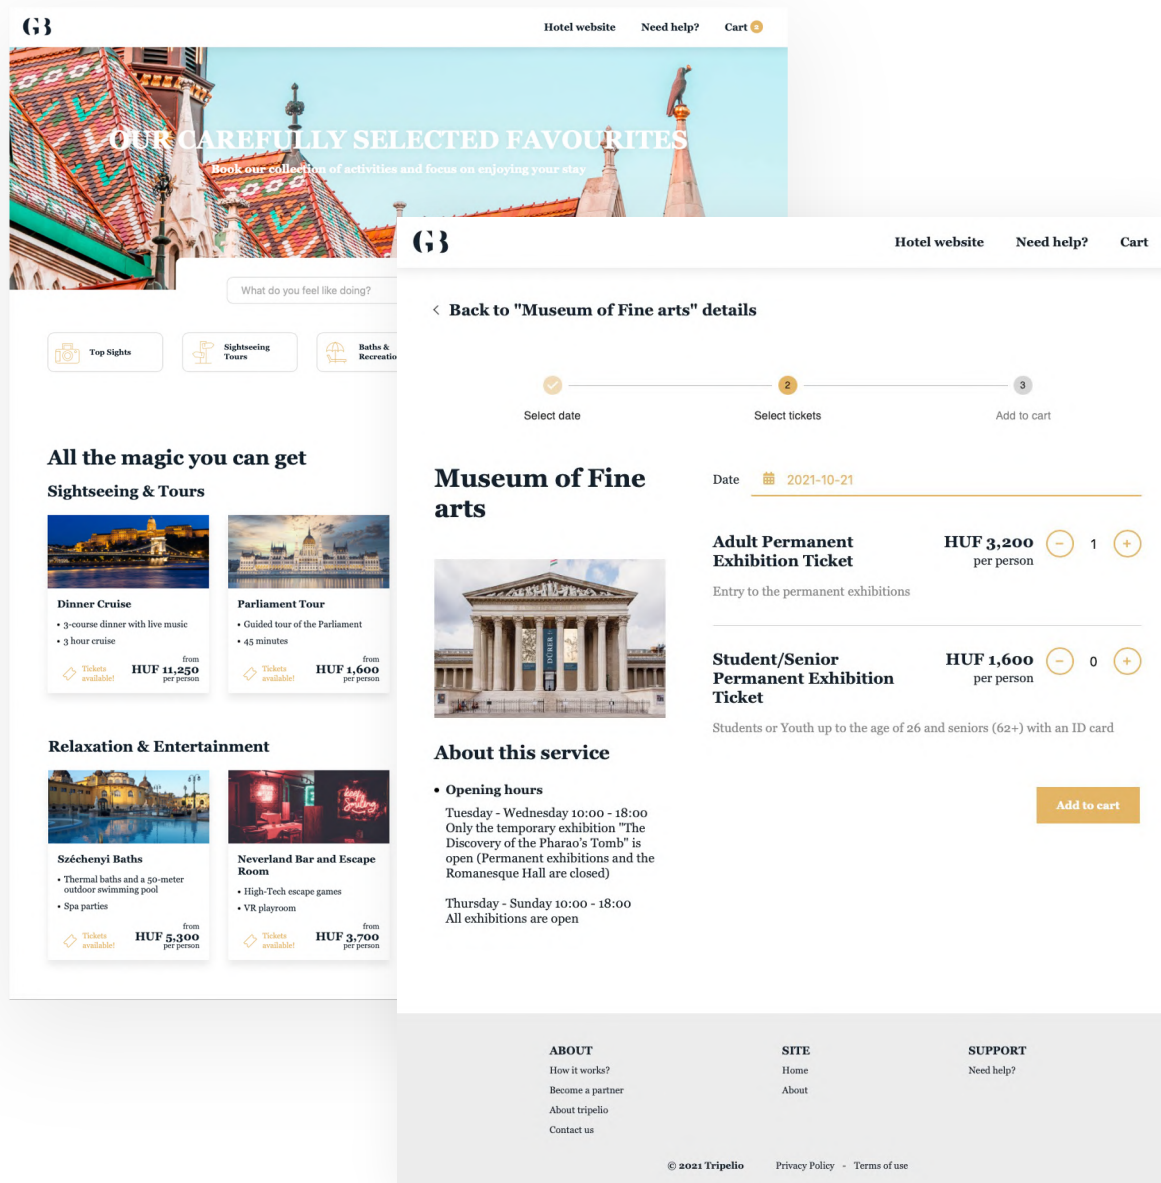 GB
Hotel website Need help? Cart
OUR CAREFULLY SELECTED FAVOURITES
Book our collection of activities and focus on enjoying your stay
What do you feel like doing?
Top Sights
Sightseeing
Tours
Baths &
Recreatio
All the magic you can get
Sightseeing & Tours
Dinner Cruise
• 3-course dinner with live music
• 3 hour cruise
Tickets
available!
from
HUF 11,250
per person
Parliament Tour
• Guided tour of the Parliament
• 45 minutes
Tickets
available!
from
HUF 1,600
per person
Relaxation & Entertainment
keep
Smiling
Széchenyi Baths
• Thermal baths and a 50-meter
outdoor swimming pool
• Spa parties
Tickets
available!
from
HUF 5,300
per person
Neverland Bar and Escape
Room
• High-Tech escape games
• VR playroom
Tickets
available!
from
HUF 3,700
per person
GB
Hotel website Need help? Cart
< Back to "Museum of Fine arts" details
2 3
Select date Select tickets Add to cart
Museum of Fine
arts
DÜRER
About this service
• Opening hours
Tuesday - Wednesday 10:00 - 18:00
Only the temporary exhibition "The
Discovery of the Pharao's Tomb" is
open (Permanent exhibitions and the
Romanesque Hall are closed)
Thursday - Sunday 10:00 - 18:00
All exhibitions are open
Date 2021-10-21
Adult Permanent
Exhibition Ticket
HUF 3,200
per person
− 1 +
Entry to the permanent exhibitions
Student/Senior
Permanent Exhibition
Ticket
HUF 1,600
per person
− 0 +
Students or Youth up to the age of 26 and seniors (62+) with an ID card
Add to cart
ABOUT
How it works?
Become a partner
About tripelio
Contact us
SITE
Home
About
SUPPORT
Need help?
© 2021 Tripelio Privacy Policy - Terms of use